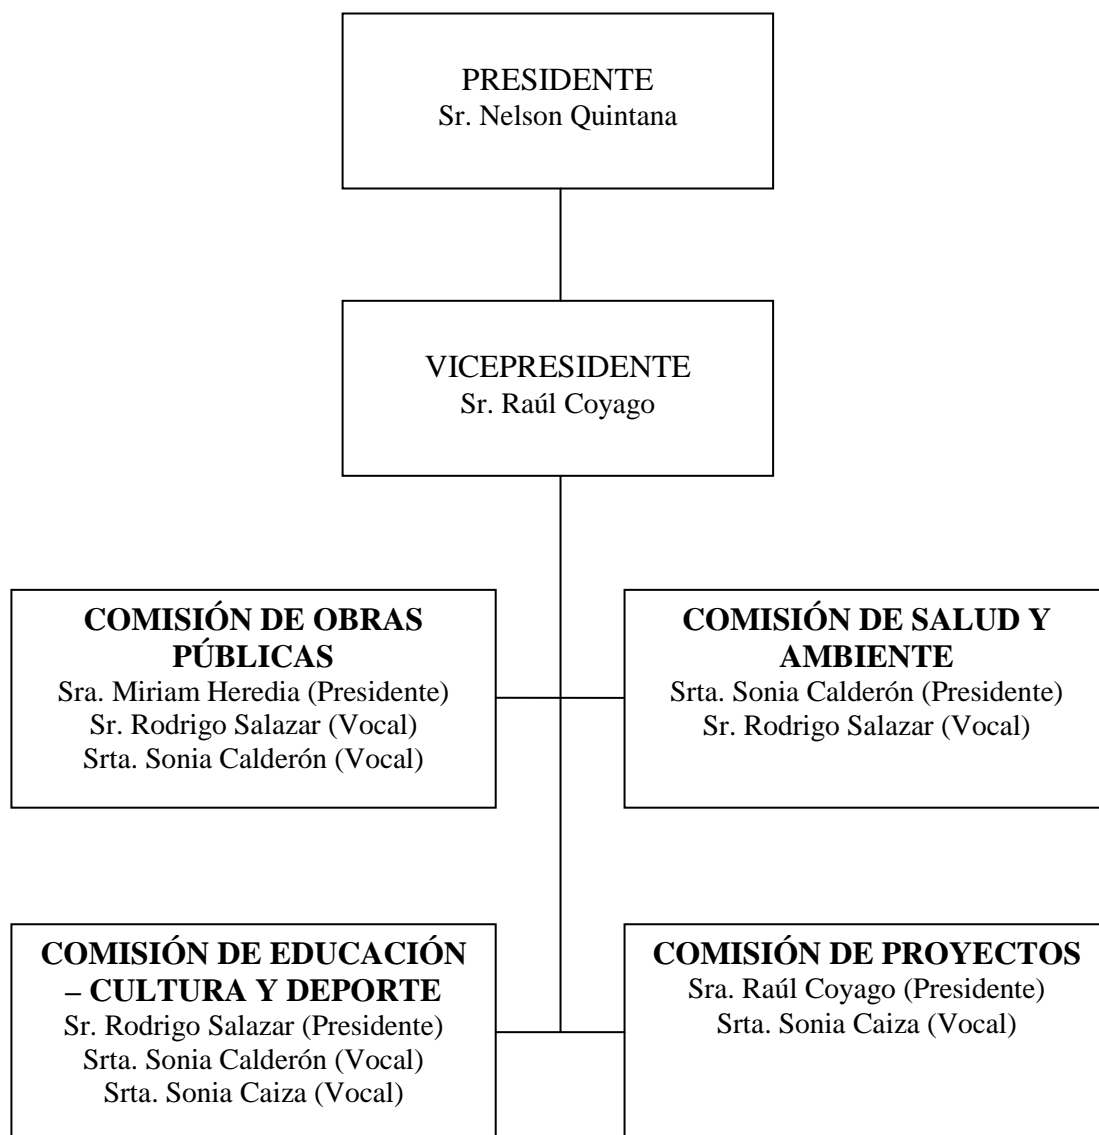 PRESIDENTE
Sr. Nelson Quintana
VICEPRESIDENTE
Sr. Raúl Coyago
COMISIÓN DE OBRAS
PÚBLICAS
Sra. Miriam Heredia (Presidente)
Sr. Rodrigo Salazar (Vocal)
Srta. Sonia Calderón (Vocal)
COMISIÓN DE SALUD Y
AMBIENTE
Srta. Sonia Calderón (Presidente)
Sr. Rodrigo Salazar (Vocal)
COMISIÓN DE EDUCACIÓN
– CULTURA Y DEPORTE
Sr. Rodrigo Salazar (Presidente)
Srta. Sonia Calderón (Vocal)
Srta. Sonia Caiza (Vocal)
COMISIÓN DE PROYECTOS
Sra. Raúl Coyago (Presidente)
Srta. Sonia Caiza (Vocal)